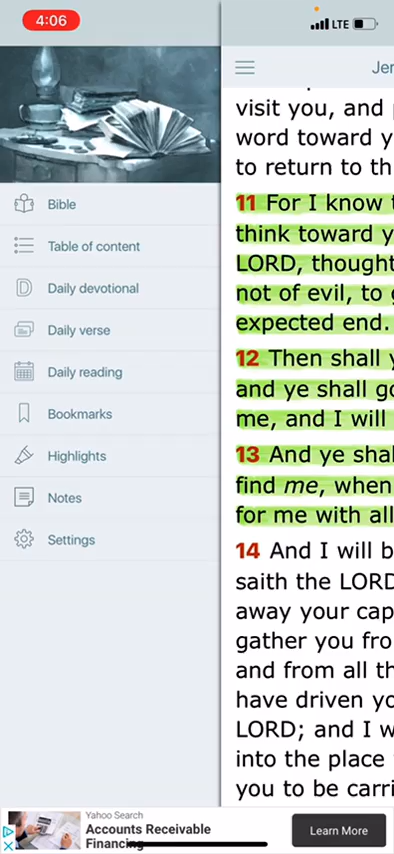 4:06
LTE
Bible
Table of content
Daily devotional
Daily verse
Daily reading
Bookmarks
Highlights
Notes
Settings
Jer
visit you, and
word toward y
to return to th
11 For I know t
think toward y
LORD, thought
not of evil, to g
expected end.
12 Then shall y
and ye shall go
me, and I will
13 And ye shal
find me, when
for me with all
14 And I will b
saith the LORD
away your cap
gather you fro
and from all th
have driven yo
LORD; and I w
into the place
you to be carri
Yahoo Search
Accounts Receivable
Financing
Learn More